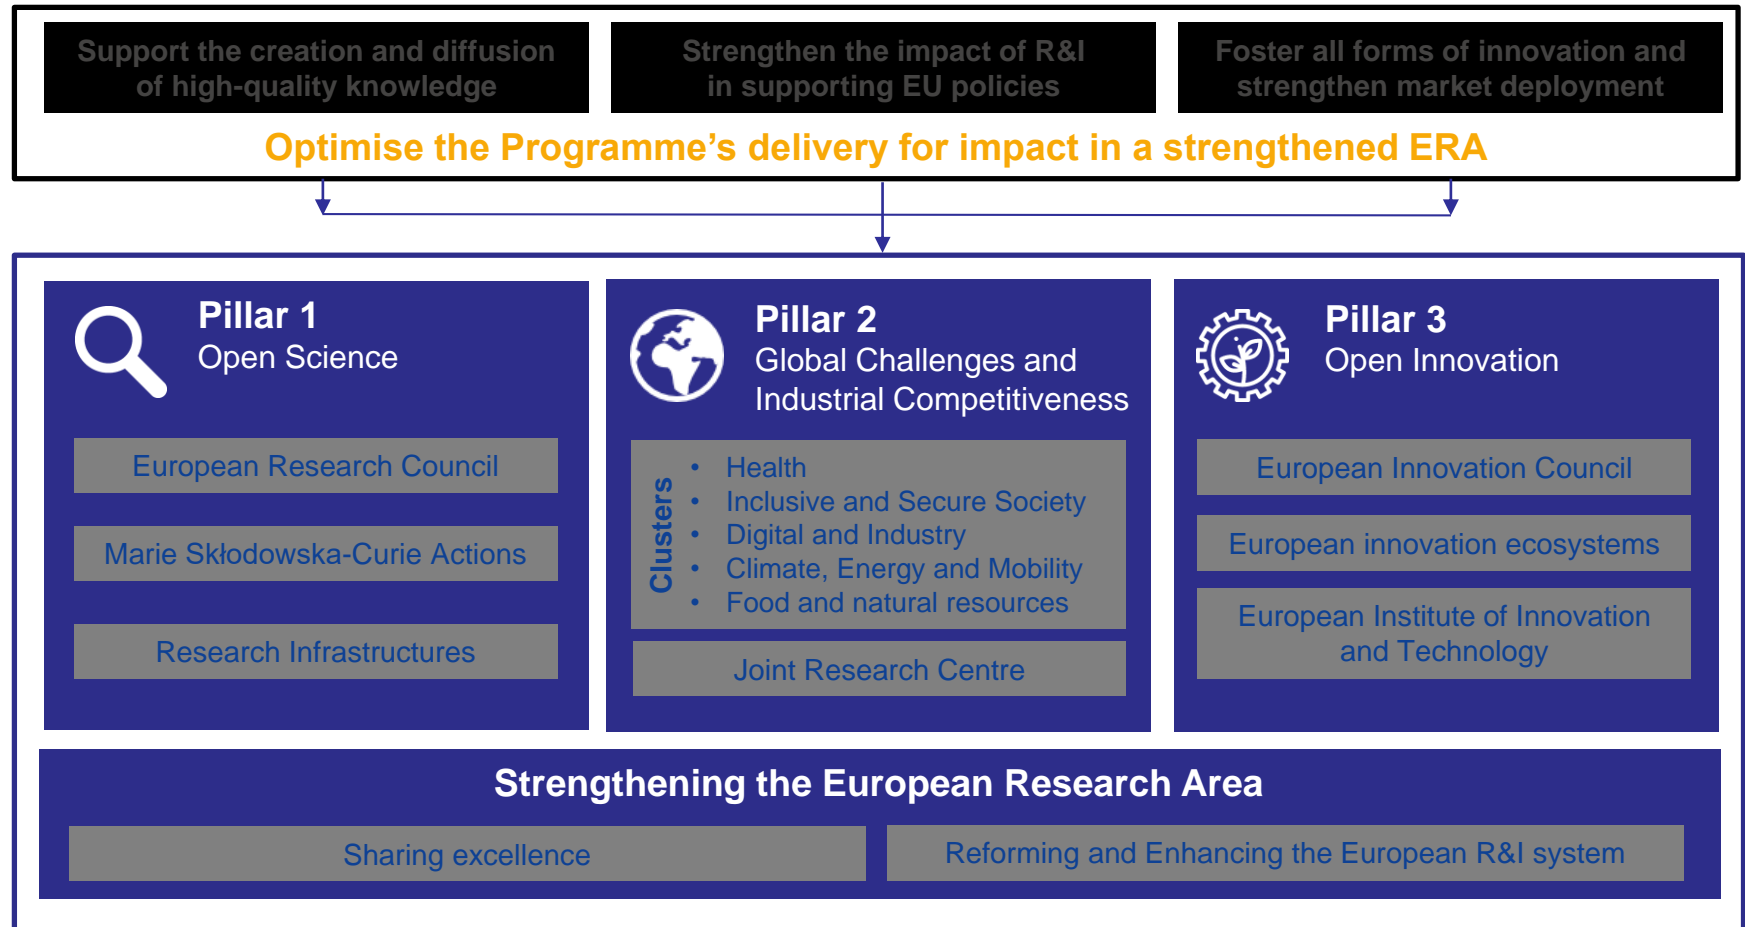 Support the creation and diffusion
of high-quality knowledge
Strengthen the impact of R&I
in supporting EU policies
Foster all forms of innovation and
strengthen market deployment
Optimise the Programme’s delivery for impact in a strengthened ERA
Pillar 1
Open Science
European Research Council
Marie Skłodowska-Curie Actions
Research Infrastructures
Pillar 2
Global Challenges and
Industrial Competitiveness
Clusters
• Health
• Inclusive and Secure Society
• Digital and Industry
• Climate, Energy and Mobility
• Food and natural resources
Joint Research Centre
Pillar 3
Open Innovation
European Innovation Council
European innovation ecosystems
European Institute of Innovation
and Technology
Strengthening the European Research Area
Sharing excellence
Reforming and Enhancing the European R&I system